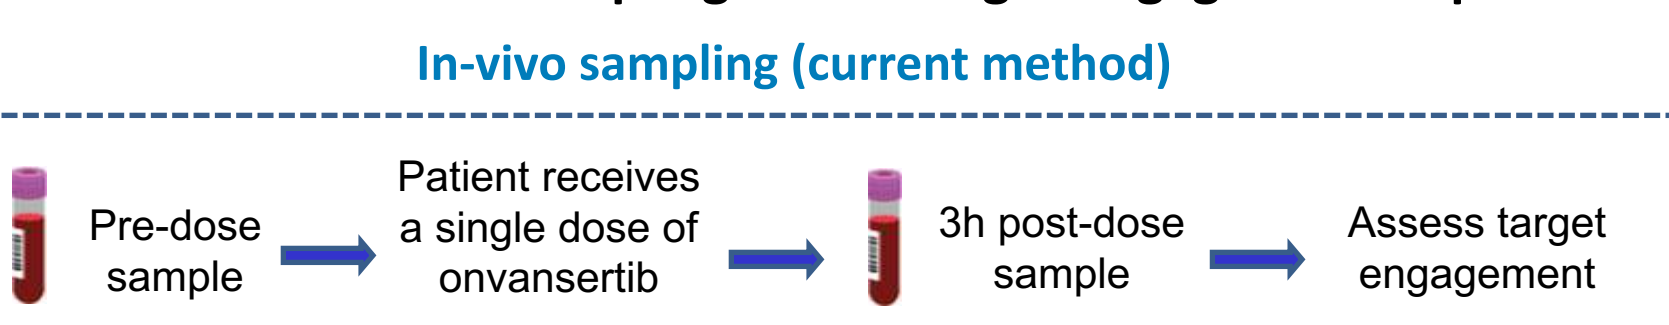 In-vivo sampling (current method)
Pre-dose
sample
Patient receives
a single dose of
onvansertib
3h post-dose
sample
Assess target
engagement